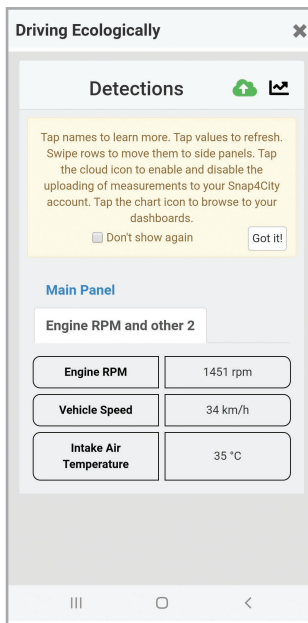 Driving Ecologically
Detections
Tap names to learn more. Tap values to refresh.
Swipe rows to move them to side panels. Tap
the cloud icon to enable and disable the
uploading of measurements to your Snap4City
account. Tap the chart icon to browse to your
dashboards.
Don't show again
Got it!
Main Panel
Engine RPM and other 2
Engine RPM 1451 rpm
Vehicle Speed 34 km/h
Intake Air
Temperature 35 °C